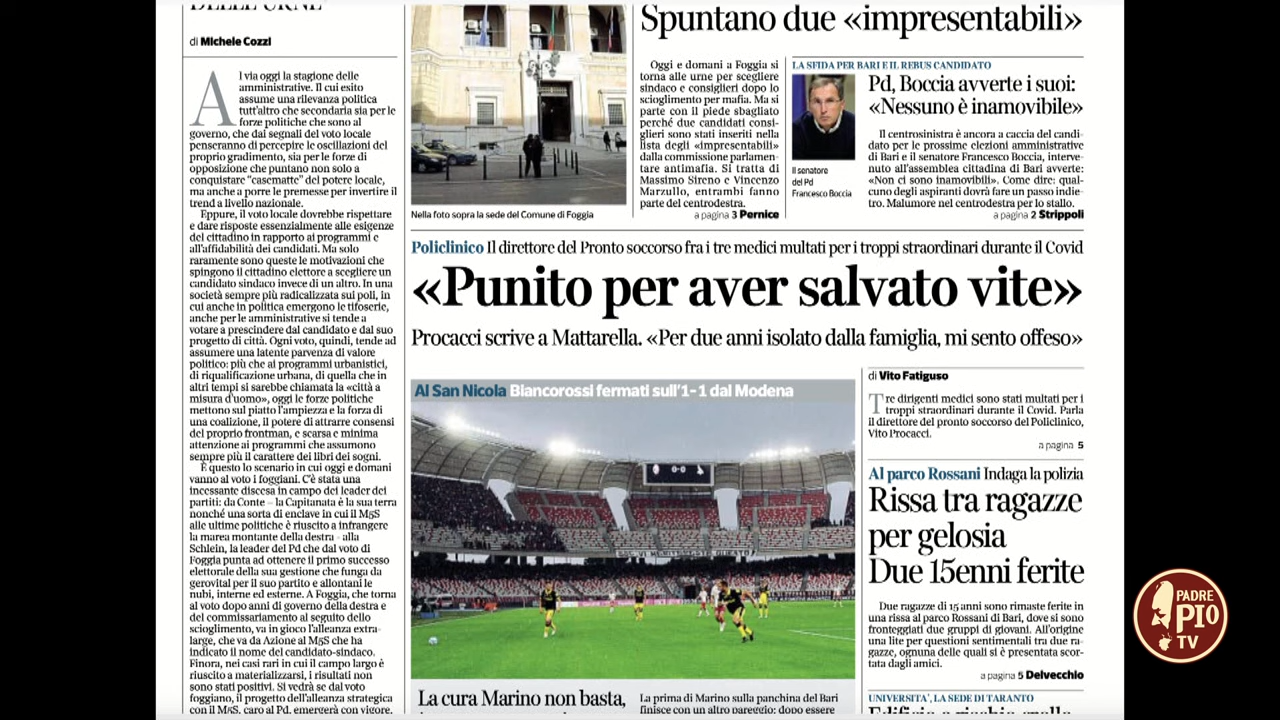 DELLE URNE
di Michele Cozzi
Al via oggi la stagione delle
amministrative. Il cui esito
assume una rilevanza politica
tutt'altro che secondaria sia per le
forze politiche che sono al
governo, che dai segnali del voto locale
penseranno di percepire le oscillazioni del
proprio gradimento, sia per le forze di
opposizione che puntano non solo a
conquistare “casematte” del potere locale,
ma anche a porre le premesse per invertire il
trend a livello nazionale.
Eppure, il voto locale dovrebbe rispettare
e dare risposte essenzialmente alle esigenze
del cittadino in rapporto ai programmi e
all'affidabilità dei candidati. Ma solo
raramente sono queste le motivazioni che
spingono il cittadino elettore a scegliere un
candidato sindaco invece di un altro. In una
società sempre più radicalizzata sui poli, in
cui anche in politica emergono le tifoserie,
anche per le amministrative si tende a
votare a prescindere dal candidato e dal suo
progetto di città. Ogni voto, quindi, tende ad
assumere una latente parvenza di valore
politico: più che ai programmi urbanistici,
di riqualificazione urbana, di quella che in
altri tempi si sarebbe chiamata la «città a
misura d'uomo», oggi le forze politiche
mettono sul piatto l'ampiezza e la forza di
una coalizione, il potere di attrarre consensi
del proprio frontman, e scarsa e minima
attenzione ai programmi che assumono
sempre più il carattere dei libri dei sogni.
È questo lo scenario in cui oggi e domani
vanno al voto i foggiani. C'è stata una
incessante discesa in campo dei leader dei
partiti: da Conte – la Capitanata è la sua terra
nonché una sorta di enclave in cui il M5S
alle ultime politiche è riuscito a infrangere
la marea montante della destra - alla
Schlein, la leader del Pd che dal voto di
Foggia punta ad ottenere il primo successo
elettorale della sua gestione che funga da
gerovital per il suo partito e allontani le
nubi, interne ed esterne. A Foggia, che torna
al voto dopo anni di governo della destra e
del commissariamento al seguito dello
scioglimento, va in gioco l'alleanza extra-
large, che va da Azione al M5S che ha
indicato il nome del candidato-sindaco.
Finora, nei casi rari in cui il campo largo è
riuscito a materializzarsi, i risultati non
sono stati positivi. Si vedrà se dal voto
foggiano, il progetto dell'alleanza strategica
con il M5S, caro al Pd, emergerà con vigore,
Nella foto sopra la sede del Comune di Foggia
Spuntano due «impresentabili»
Oggi e domani a Foggia si
torna alle urne per scegliere
sindaco e consiglieri dopo lo
scioglimento per mafia. Ma si
parte con il piede sbagliato
perché due candidati consi-
glieri sono stati inseriti nella
lista degli «impresentabili»
dalla commissione parlamen-
tare antimafia. Si tratta di
Massimo Sireno e Vincenzo
Marzullo, entrambi fanno
parte del centrodestra.
a pagina 3 Pernice
LA SFIDA PER BARI E IL REBUS CANDIDATO
Pd, Boccia avverte i suoi:
«Nessuno è inamovibile»
Il senatore
del Pd
Francesco Boccia
Il centrosinistra è ancora a caccia del candi-
dato per le prossime elezioni amministrative
di Bari e il senatore Francesco Boccia, interve-
nuto all'assemblea cittadina di Bari avverte:
«Non ci sono inamovibili». Come dire: qual-
cuno degli aspiranti dovrà fare un passo indie-
tro. Malumore nel centrodestra per lo stallo.
a pagina 2 Strippoli
Policlinico Il direttore del Pronto soccorso fra i tre medici multati per i troppi straordinari durante il Covid
«Punito per aver salvato vite»
Procacci scrive a Mattarella. «Per due anni isolato dalla famiglia, mi sento offeso»
Al San Nicola Biancorossi fermati sull'1-1 dal Modena
0-0
La cura Marino non basta,
La prima di Marino sulla panchina del Bari
finisce con un altro pareggio: dopo essere
di Vito Fatiguso
Tre dirigenti medici sono stati multati per i
troppi straordinari durante il Covid. Parla
il direttore del pronto soccorso del Policlinico,
Vito Procacci.
a pagina 5
Al parco Rossani Indaga la polizia
Rissa tra ragazze
per gelosia
Due 15enni ferite
Due ragazze di 15 anni sono rimaste ferite in
una rissa al parco Rossani di Bari, dove si sono
fronteggiati due gruppi di giovani. All'origine
una lite per questioni sentimentali tra due ra-
gazze, ognuna delle quali si è presentata scor-
tata dagli amici.
a pagina 5 Delvecchio
UNIVERSITA', LA SEDE DI TARANTO
PADRE
PIO
TV